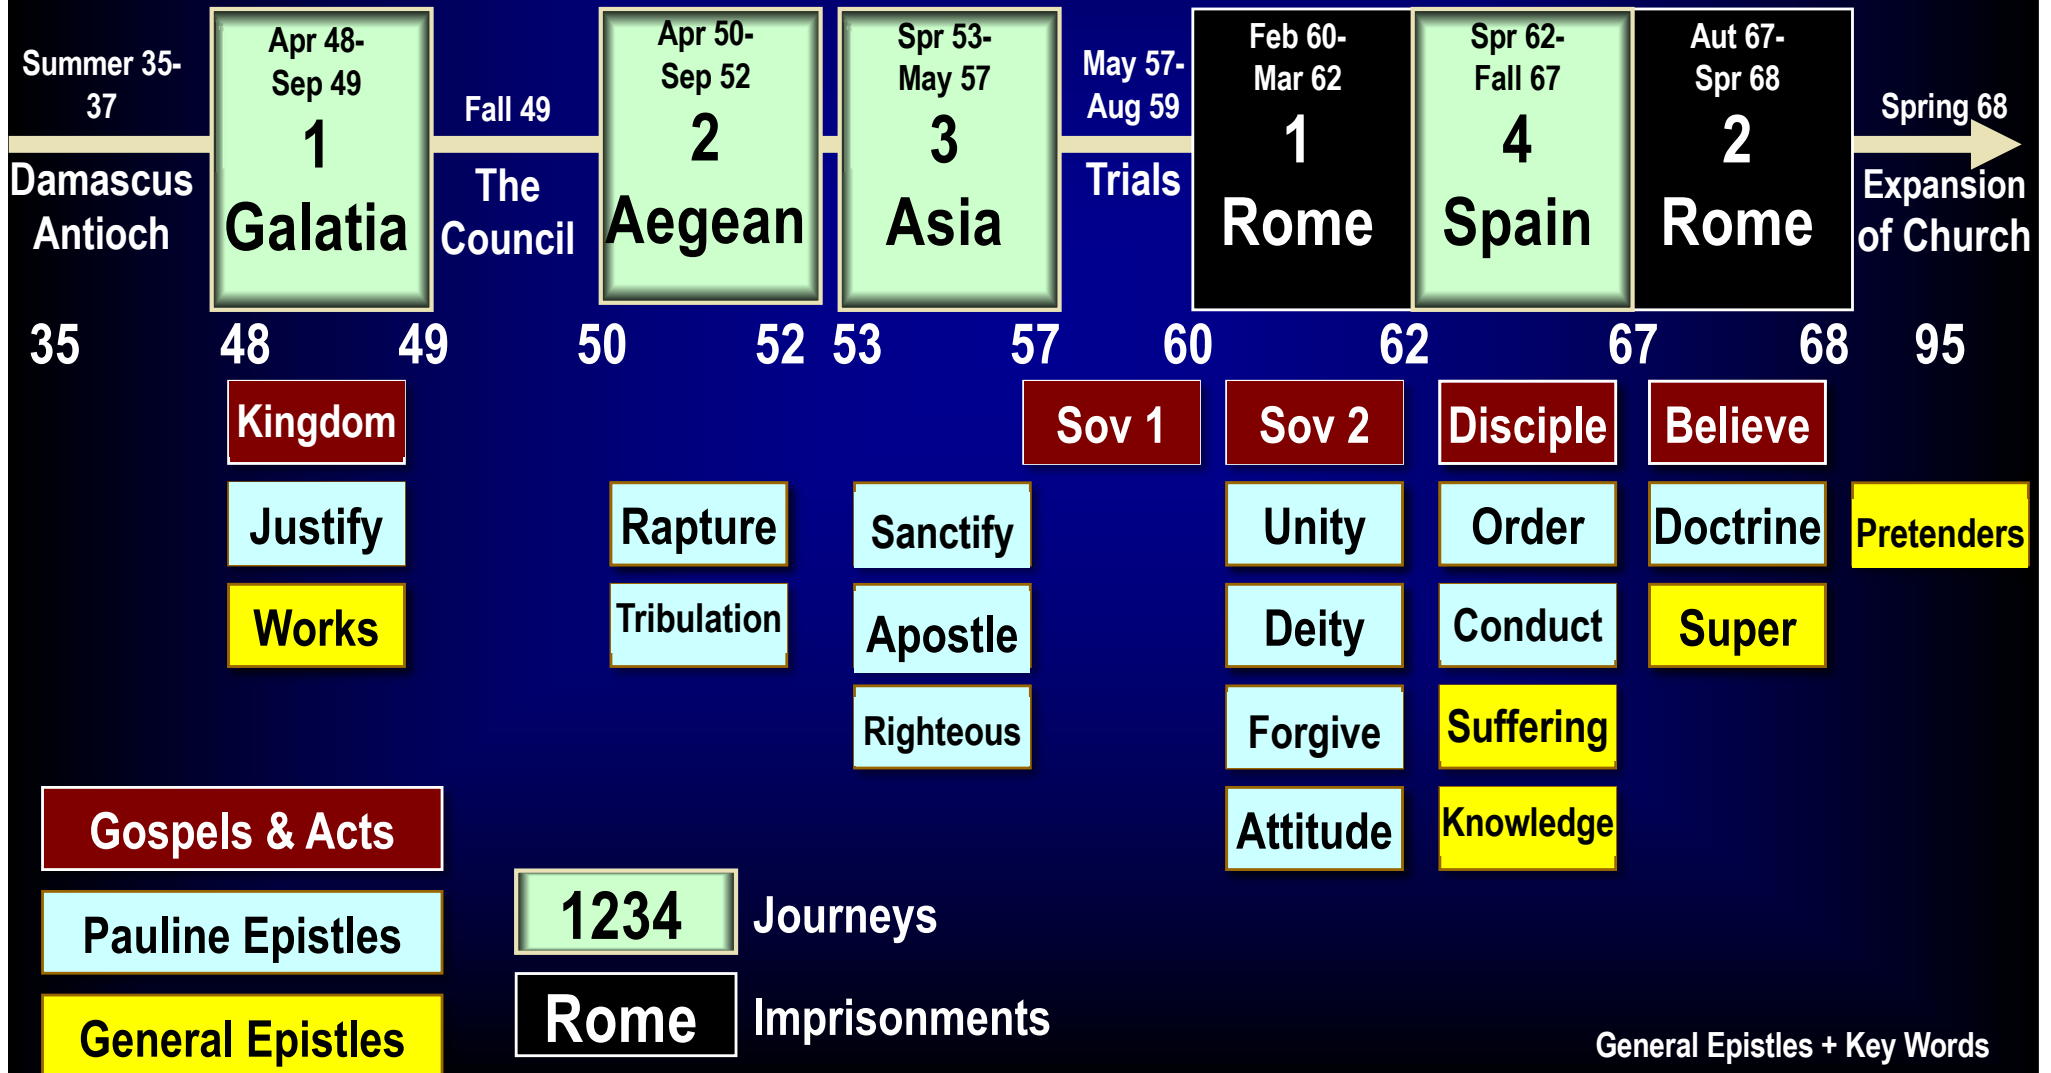 Summer 35-
37
Damascus
Antioch
Apr 48-
Sep 49
1
Galatia
Fall 49
The
Council
Apr 50-
Sep 52
2
Aegean
Spr 53-
May 57
3
Asia
May 57-
Aug 59
Trials
Feb 60-
Mar 62
1
Rome
Spr 62-
Fall 67
4
Spain
Aut 67-
Spr 68
2
Rome
Spring 68
Expansion
of Church
35 48 49 50 52 53 57 60 62 67 68 95
Kingdom Sov 1 Sov 2 Disciple Believe
Justify Rapture Sanctify Unity Order Doctrine Pretenders
Works Tribulation Apostle Deity Conduct Super
Righteous Forgive Suffering
Attitude Knowledge
Gospels & Acts
Pauline Epistles
General Epistles
1234 Journeys
Rome Imprisonments
General Epistles + Key Words